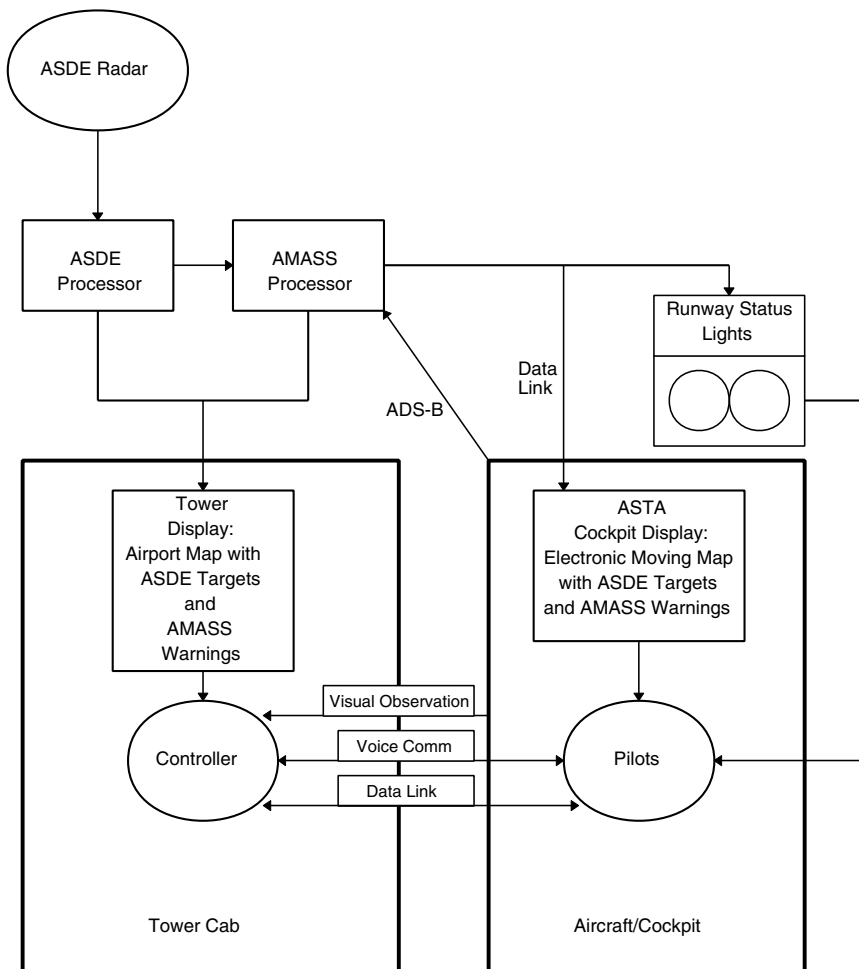 ASDE Radar
ASDE
Processor
AMASS
Processor
Runway Status
Lights
Data
Link
ADS-B
Tower
Display:
Airport Map with
ASDE Targets
and
AMASS
Warnings
ASTA
Cockpit Display:
Electronic Moving Map
with ASDE Targets
and AMASS Warnings
Visual Observation
Controller
Voice Comm
Pilots
Data Link
Tower Cab
Aircraft/Cockpit